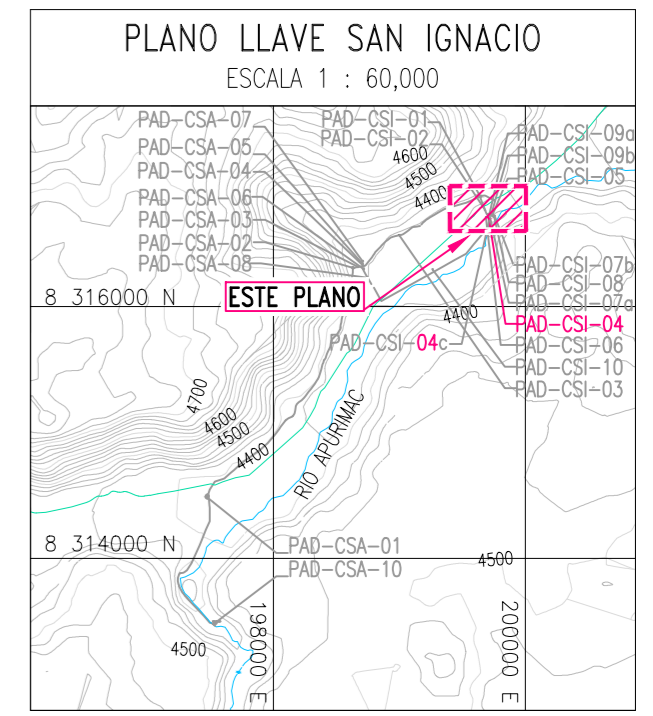 PLANO LLAVE SAN IGNACIO
ESCALA 1 : 60,000
PAD-CSA-07
PAD-CSA-05
PAD-CSA-04
PAD-CSA-06
PAD-CSA-03
PAD-CSA-02
PAD-CSA-08
PAD-CSI-01
PAD-CSI-02
4600
4500
4400
PAD-CSI-09a
PAD-CSI-09b
PAD-CSI-05
PAD-CSI-07b
PAD-CSI-08
PAD-CSI-07a
PAD-CSI-04
PAD-CSI-06
PAD-CSI-10
PAD-CSI-03
8 316000 N
ESTE PLANO
4400
PAD-CSI-04c
4700
4600
4500
4400
RIO APURIMAC
8 314000 N
PAD-CSA-01
PAD-CSA-10
4500
4500
198000 E
200000 E